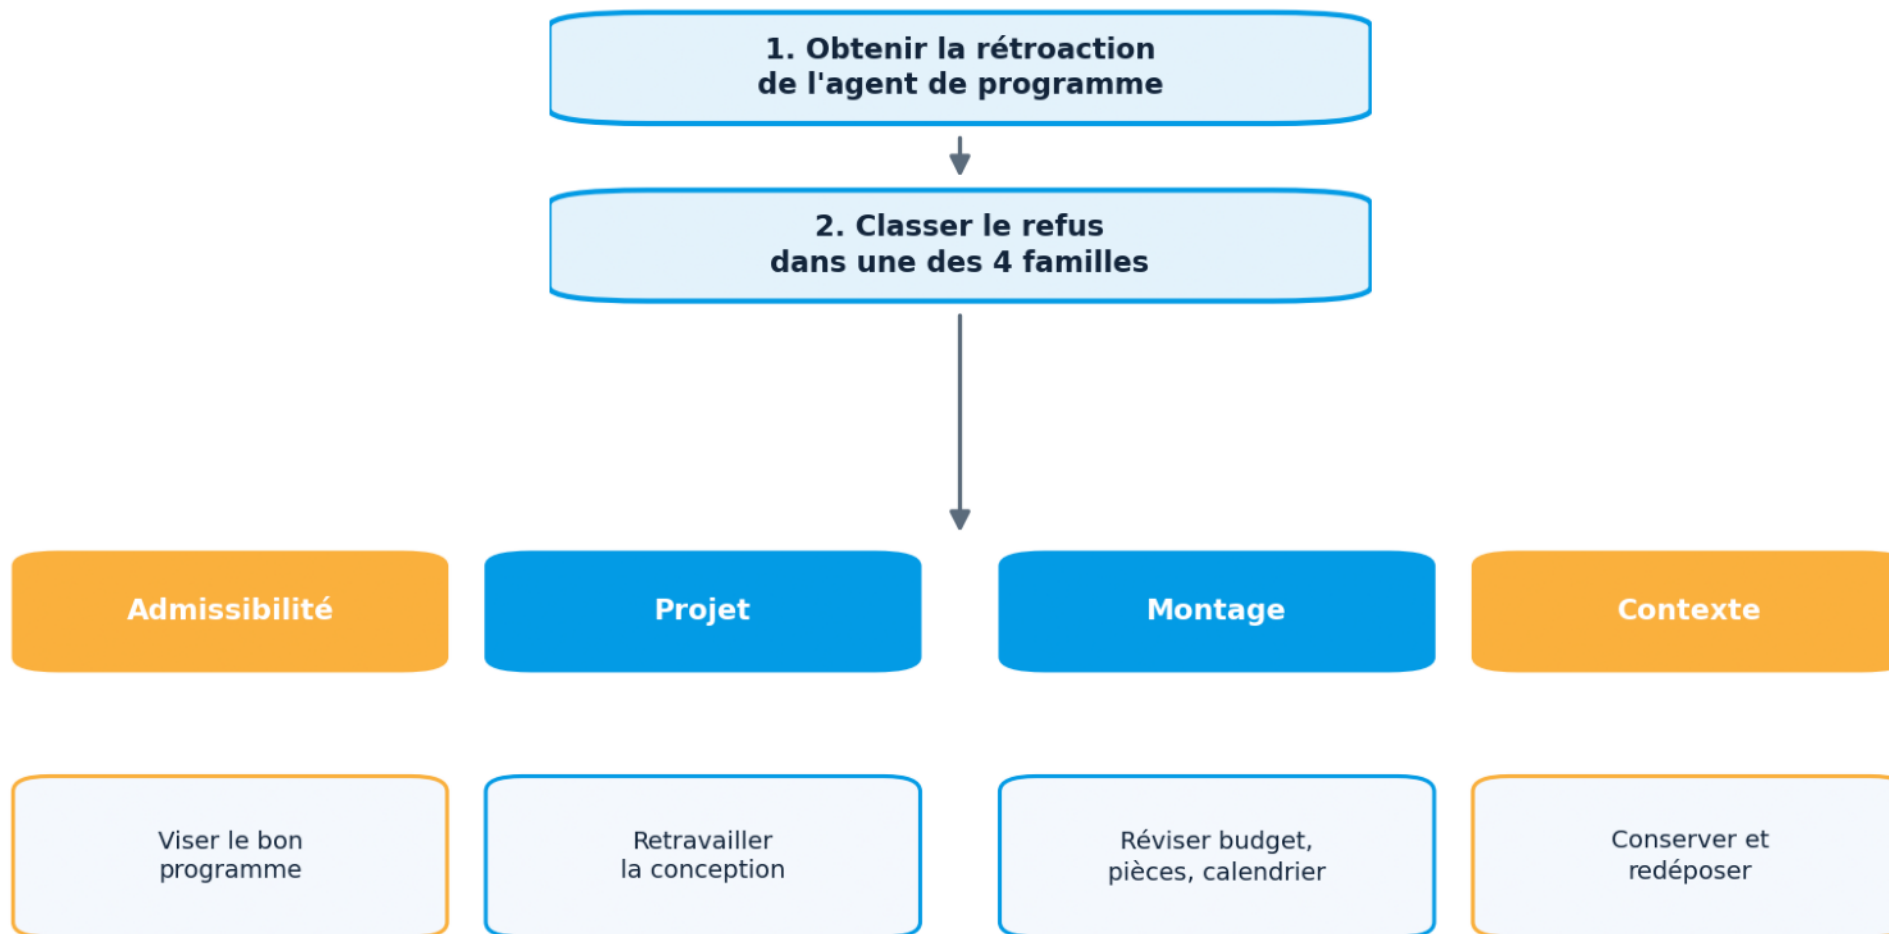 1. Obtenir la rétroaction
de l'agent de programme
2. Classer le refus
dans une des 4 familles
Admissibilité
Projet
Montage
Contexte
Viser le bon
programme
Retravailler
la conception
Réviser budget,
pièces, calendrier
Conserver et
redéposer